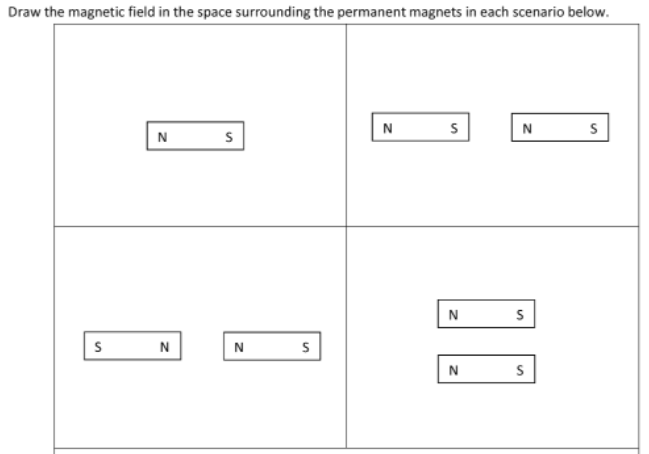 Draw the magnetic field in the space surrounding the permanent magnets in each scenario below.
N S
N S N S
S N N S
N S
N S